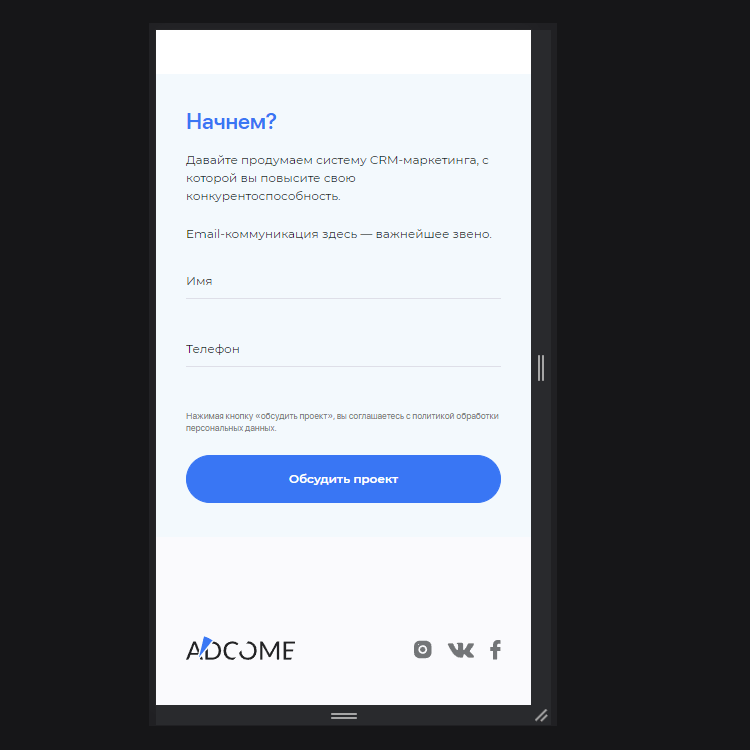 Начнем?
Давайте продумаем систему CRM-маркетинга, с
которой вы повысите свою
конкурентоспособность.
Email-коммуникация здесь — важнейшее звено.
Имя
Телефон
Нажимая кнопку «обсудить проект», вы соглашаетесь с политикой обработки
персональных данных.
Обсудить проект
ADCOME